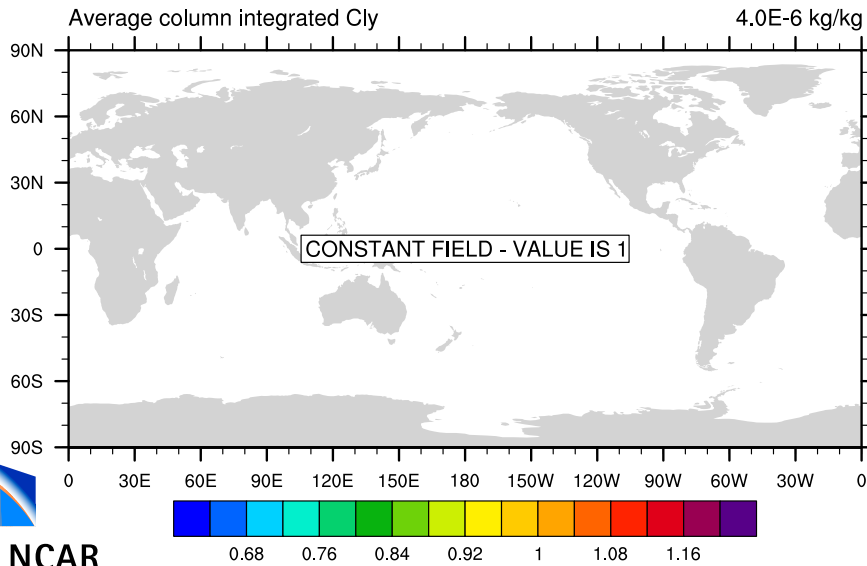 Average column integrated Cly 4.0E-6 kg/kg
90N
60N
30N
0
30S
60S
90S
CONSTANT FIELD - VALUE IS 1
0 30E 60E 90E 120E 150E 180 150W 120W 90W 60W 30W 0
0.68 0.76 0.84 0.92 1 1.08 1.16
NCAR